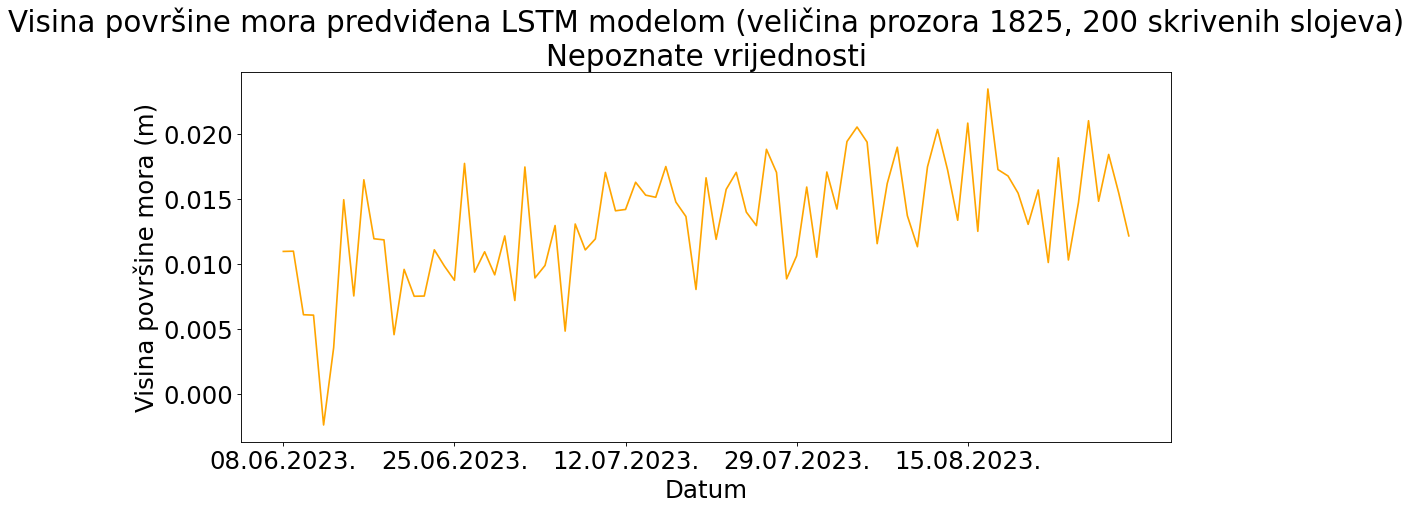 Visina površine mora predviđena LSTM modelom (veličina prozora 1825, 200 skrivenih slojeva)
Nepoznate vrijednosti
Visina površine mora (m)
0.020
0.015
0.010
0.005
0.000
08.06.2023.
25.06.2023.
12.07.2023.
29.07.2023.
15.08.2023.
Datum